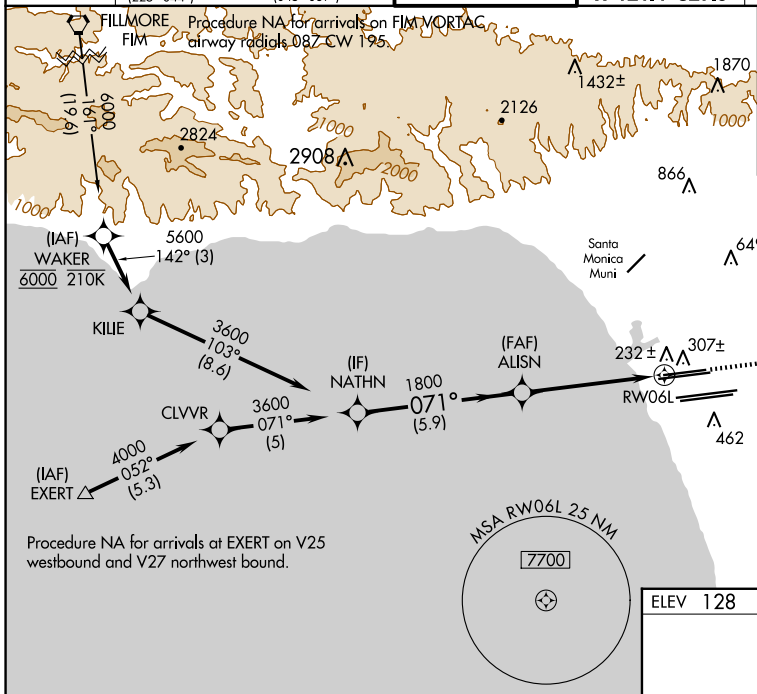 FILLMORE
FIM
Procedure NA for arrivals on FIM VORTAC
airway radials 087 CW 195.
6000
161°
(19.6)
2824
2908
1000
2000
2126
1432±
1870
1000
1000
866
649
(IAF)
WAKER
6000 210K
5600
142° (3)
KILIE
3600
103°
(8.6)
Santa
Monica
Muni
(IF)
NATHN
1800
071°
(5.9)
(FAF)
ALISN
232±
307±
RW06L
462
CLVVR
3600
071°
(5)
(IAF)
EXERT
4000
052°
(5.3)
Procedure NA for arrivals at EXERT on V25
westbound and V27 northwest bound.
MSA RW06L 25 NM
7700
ELEV 128